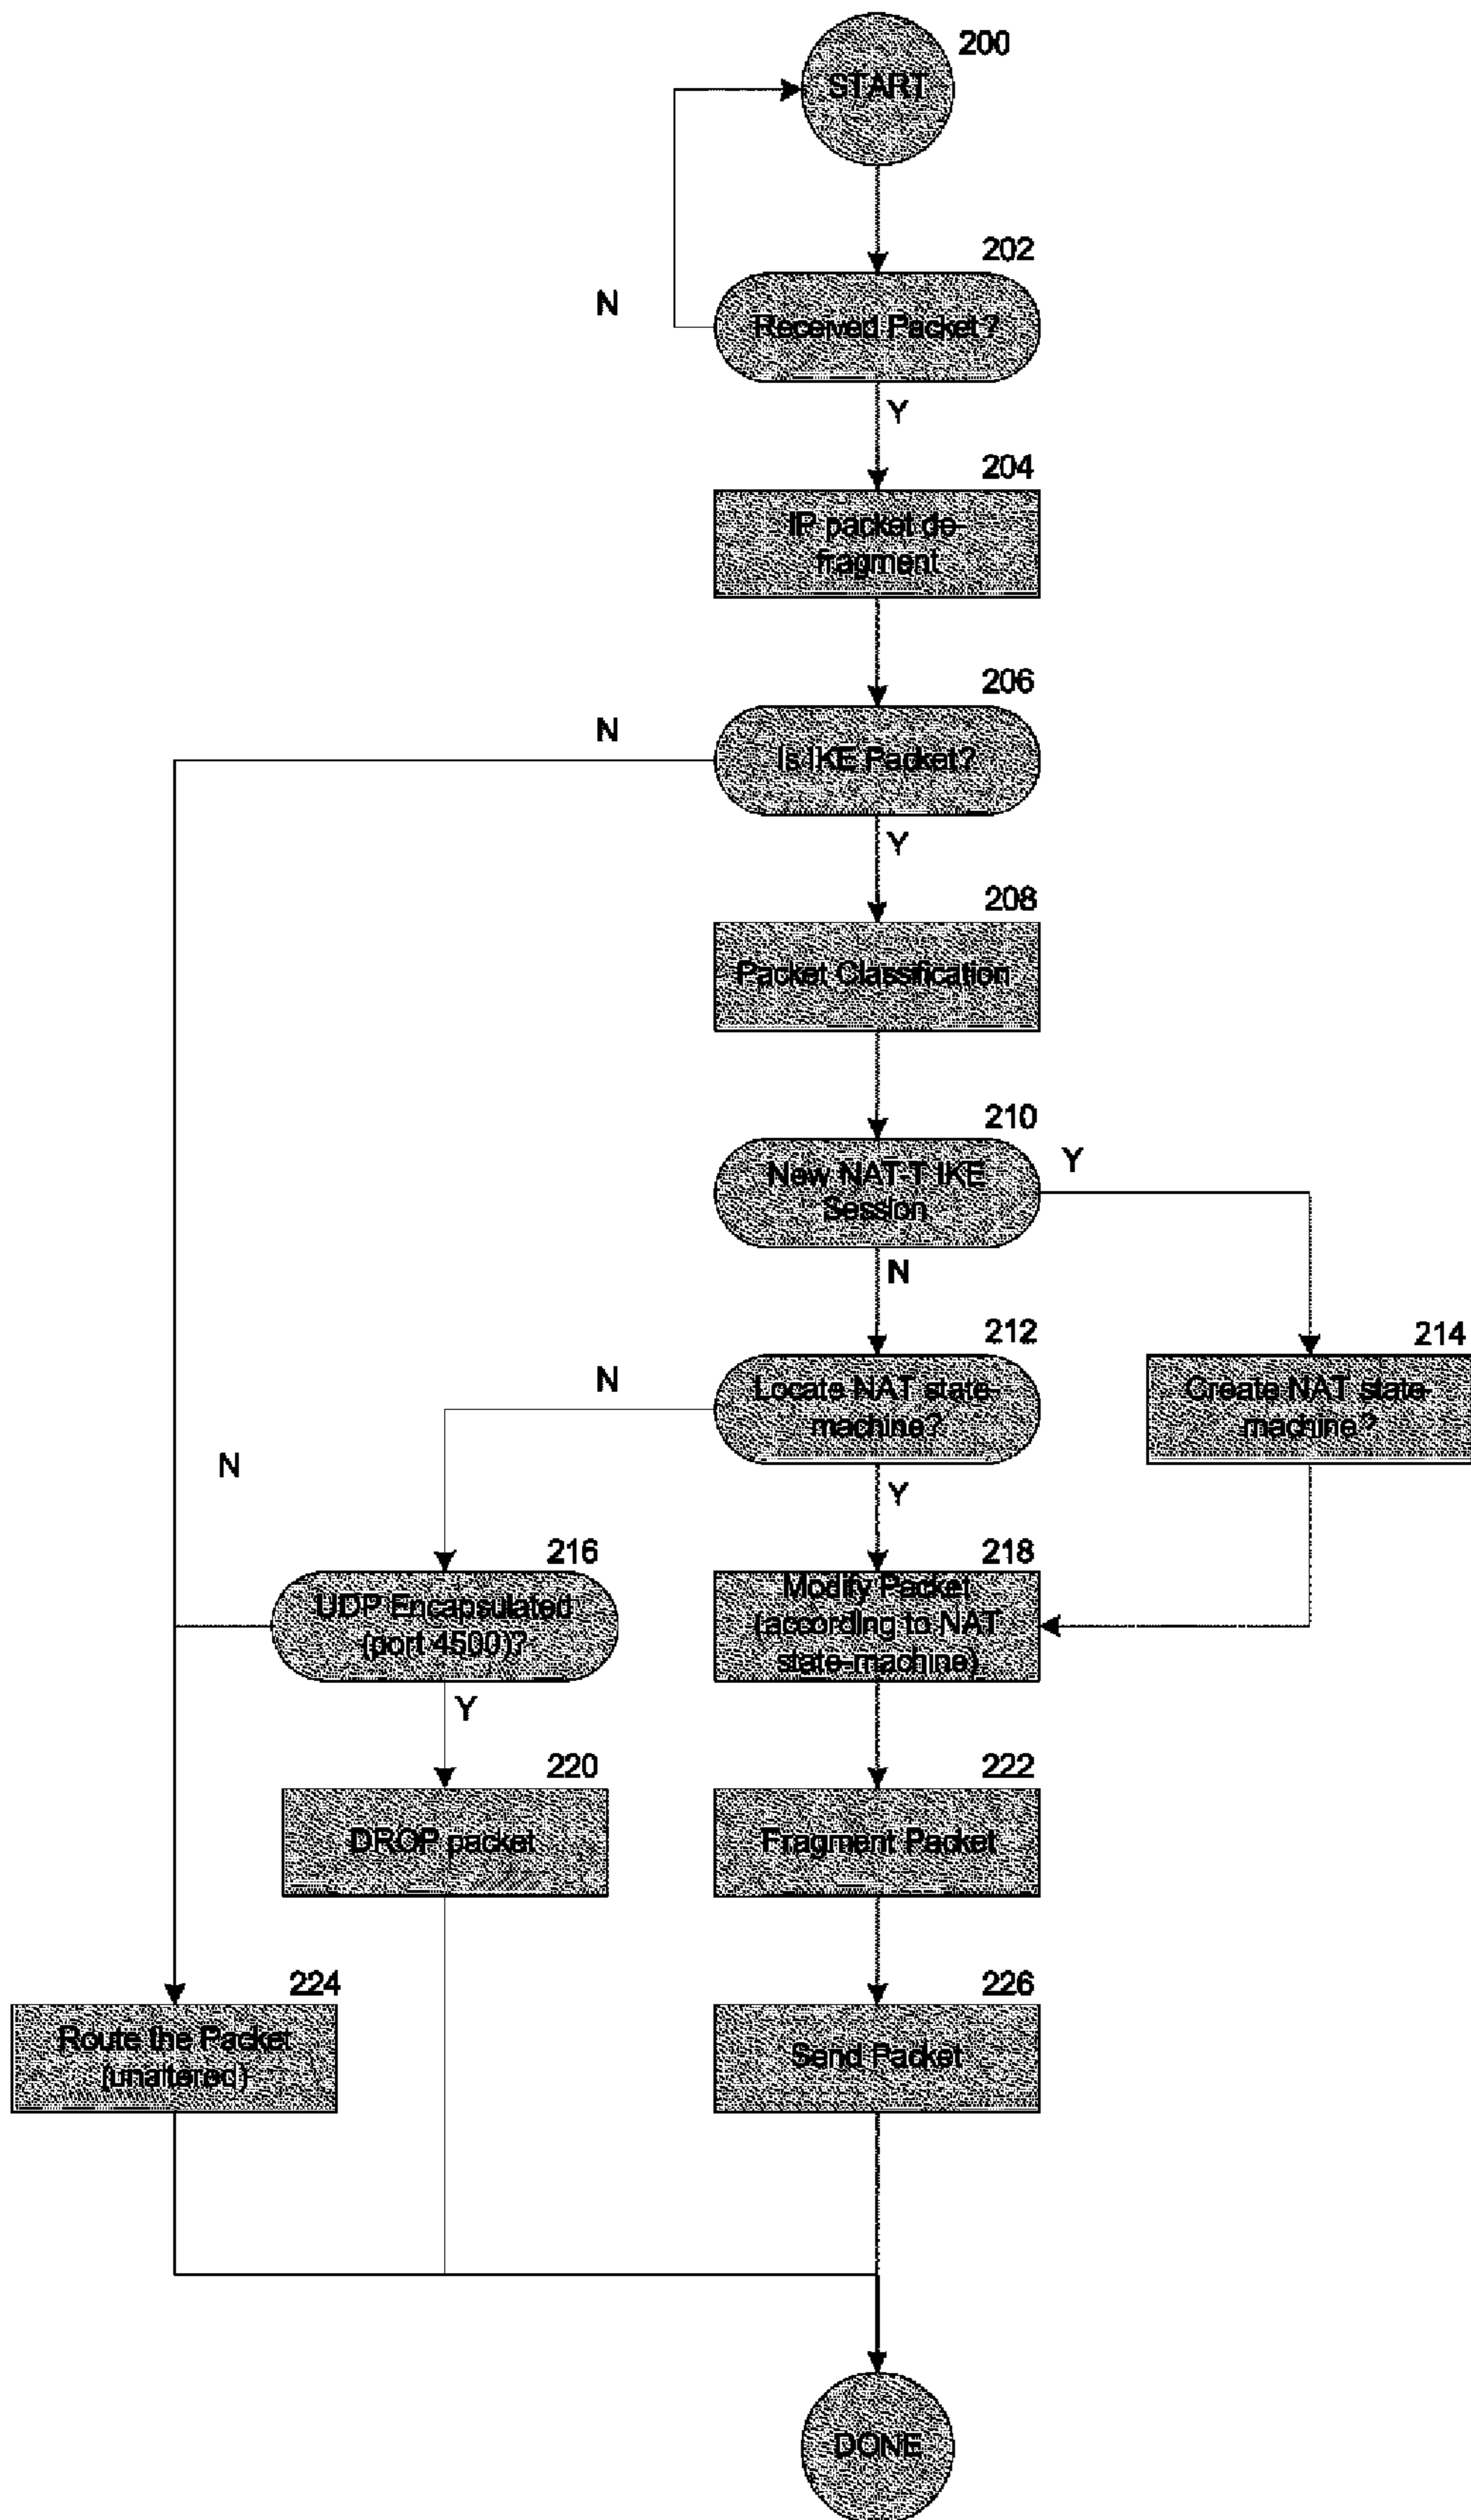 200
START
202
N
Received Packet?
Y
204
IP packet de-
fragment
206
N
Is IKE Packet?
Y
208
Packet Classification
210
New NAT-T IKE
Session
Y
N
212
214
N
Locate NAT state-
machine?
Create NAT state-
machine?
N
Y
216
218
UDP Encapsulated
(port 4500)?
Modify Packet
(according to NAT
state-machine)
Y
220
222
DROP packet
Fragment Packet
224
226
Route the Packet
(unaltered)
Send Packet
DONE